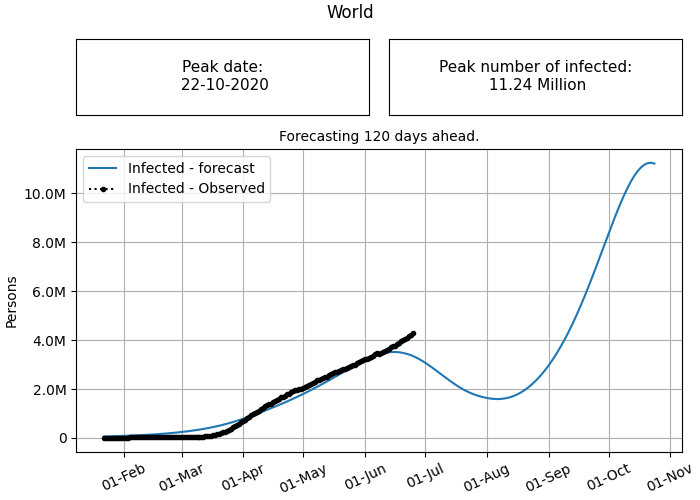 World
Peak date:
22-10-2020
Peak number of infected:
11.24 Million
Forecasting 120 days ahead.
Infected - forecast
Infected - Observed
Persons
10.0M
8.0M
6.0M
4.0M
2.0M
0
01-Feb
01-Mar
01-Apr
01-May
01-Jun
01-Jul
01-Aug
01-Sep
01-Oct
01-Nov